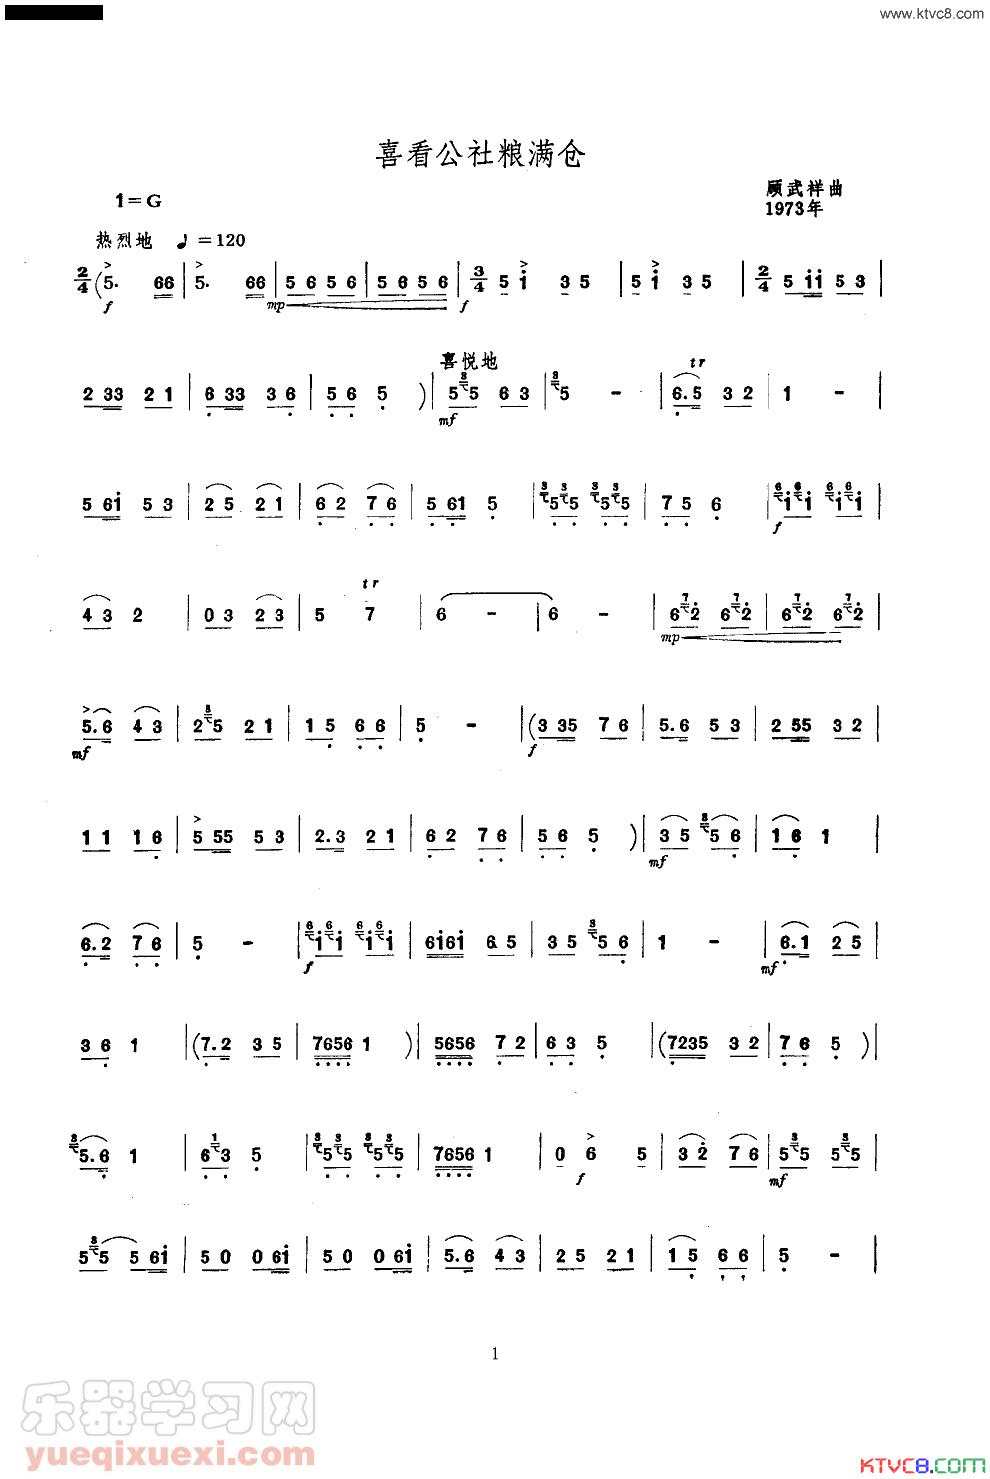 www.ktvc8.com
喜看公社粮满仓
1=G
顾武祥曲
1973年
热烈地 ♩=120
2/4 (5. 66 | 5. 66 | 5 6 5 6 | 5 6 5 6 | 3/4 5 i 3 5 | 5 i 3 5 | 2/4 5 ii 5 3 |
f mp f
喜悦地 tr
2 33 2 1 | 6 33 3 6 | 5 6 5 ) | 5 5 6 3 | 5 - | 6.5 3 2 | 1 - |
mf
5 6i 5 3 | 2 5 2 1 | 6 2 7 6 | 5 61 5 | 5 5 5 5 | 7 5 6 | i i i i |
f
tr
4 3 2 | 0 3 2 3 | 5 7 | 6 - | 6 - | 6 2 6 2 | 6 2 6 2 |
mp
5.6 4 3 | 2 5 2 1 | 1 5 6 6 | 5 - | (3 35 7 6 | 5.6 5 3 | 2 55 3 2 |
mf f
1 1 1 6 | 5 55 5 3 | 2.3 2 1 | 6 2 7 6 | 5 6 5 ) | 3 5 5 6 | 1 6 1 |
mf
6.2 7 6 | 5 - | i i i i | 6i6i 6 5 | 3 5 5 6 | 1 - | 6.1 2 5 |
f mf
3 6 1 | (7.2 3 5 | 7656 1 ) | 5656 7 2 | 6 3 5 | (7235 3 2 | 7 6 5 ) |
5.6 1 | 6 3 5 | 5 5 5 5 | 7656 1 | 0 6 5 | 3 2 7 6 | 5 5 5 5 |
f mf
5 5 5 6i | 5 0 0 6i | 5 0 0 6i | 5.6 4 3 | 2 5 2 1 | 1 5 6 6 | 5 - |
1
乐器学习网
yueqixuexi.com
KTVC8.COM